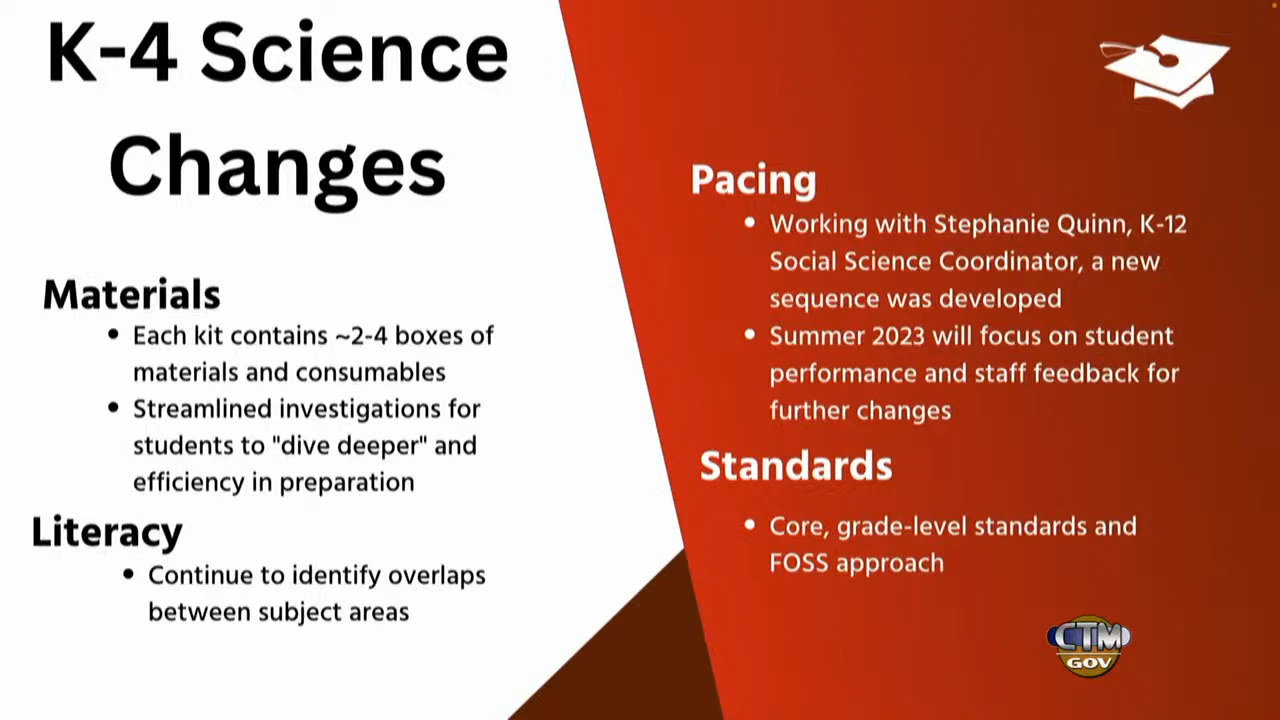 K-4 Science
Changes
Materials
• Each kit contains ~2-4 boxes of
materials and consumables
• Streamlined investigations for
students to "dive deeper" and
efficiency in preparation
Literacy
• Continue to identify overlaps
between subject areas
Pacing
• Working with Stephanie Quinn, K-12
Social Science Coordinator, a new
sequence was developed
• Summer 2023 will focus on student
performance and staff feedback for
further changes
Standards
• Core, grade-level standards and
FOSS approach
CTM
GOV